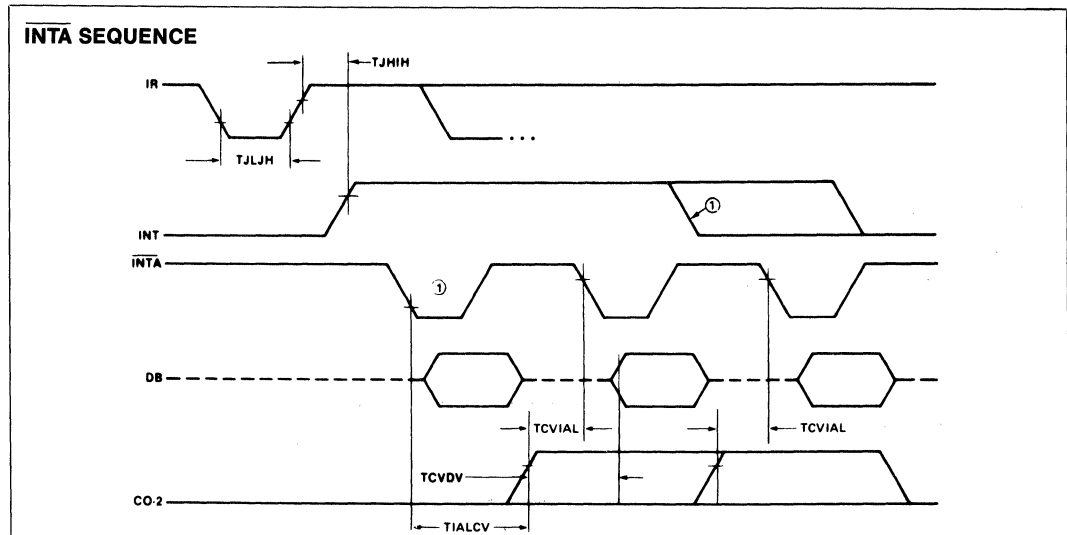 INTA SEQUENCE
TJHIH
IR
TJLJH
...
INT
①
INTA
①
DB
TCVIAL
TCVIAL
TCVDV
CO-2
TIALCV